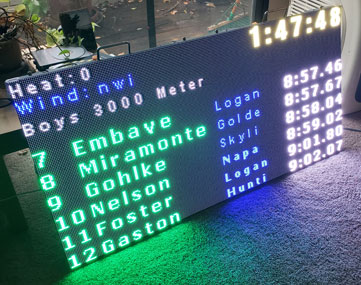 1:47:48
Heat:0
Wind: nwi
Boys 3000 Meter
7 Embave Logan 8:57.46
8 Miramonte Golde 8:57.67
9 Gohlke Skyli 8:58.04
10 Nelson Napa 8:59.02
11 Foster Logan 9:01.80
12 Gaston Hunti 9:02.07